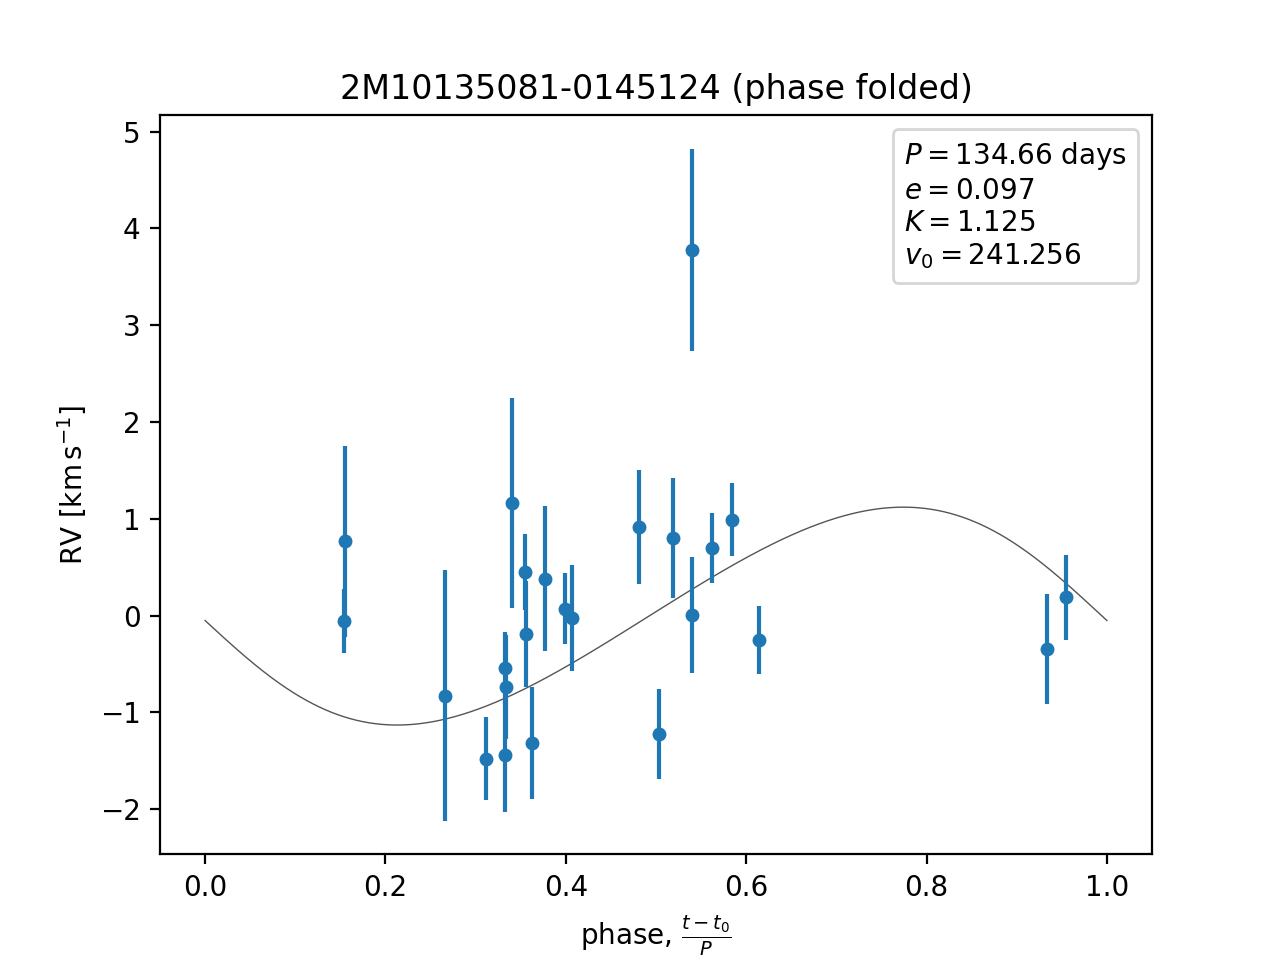 2M10135081-0145124 (phase folded)
P = 134.66 days
e = 0.097
K = 1.125
v₀ = 241.256
RV [km s⁻¹]
5
4
3
2
1
0
−1
−2
0.0 0.2 0.4 0.6 0.8 1.0
phase, (t − t₀)/P